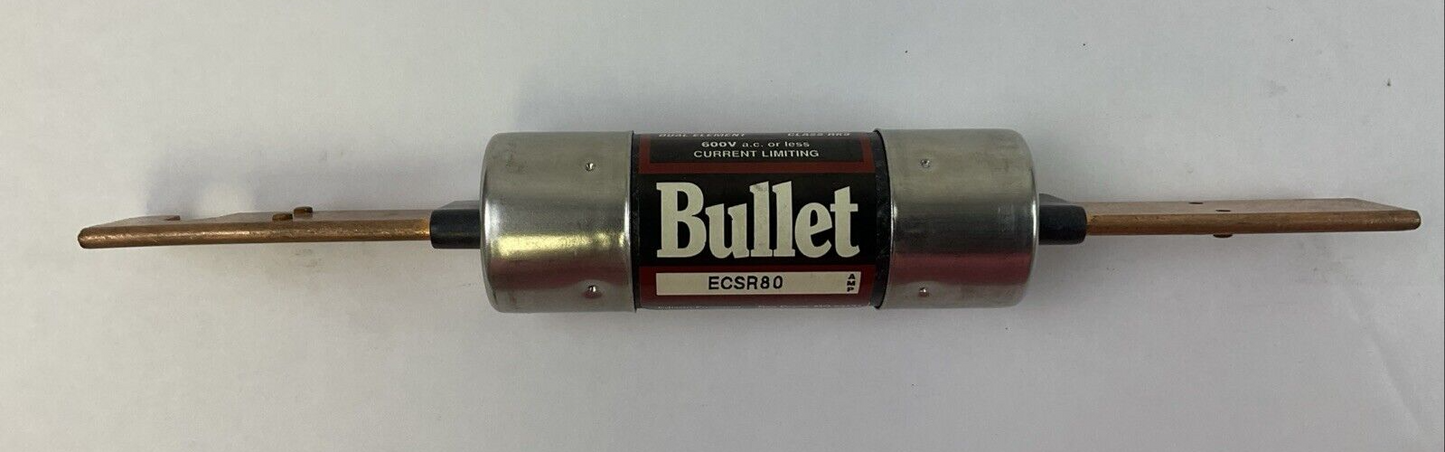 DUAL ELEMENT CLASS RK5
600V a.c. or less
CURRENT LIMITING
Bullet
ECSR80 AMP